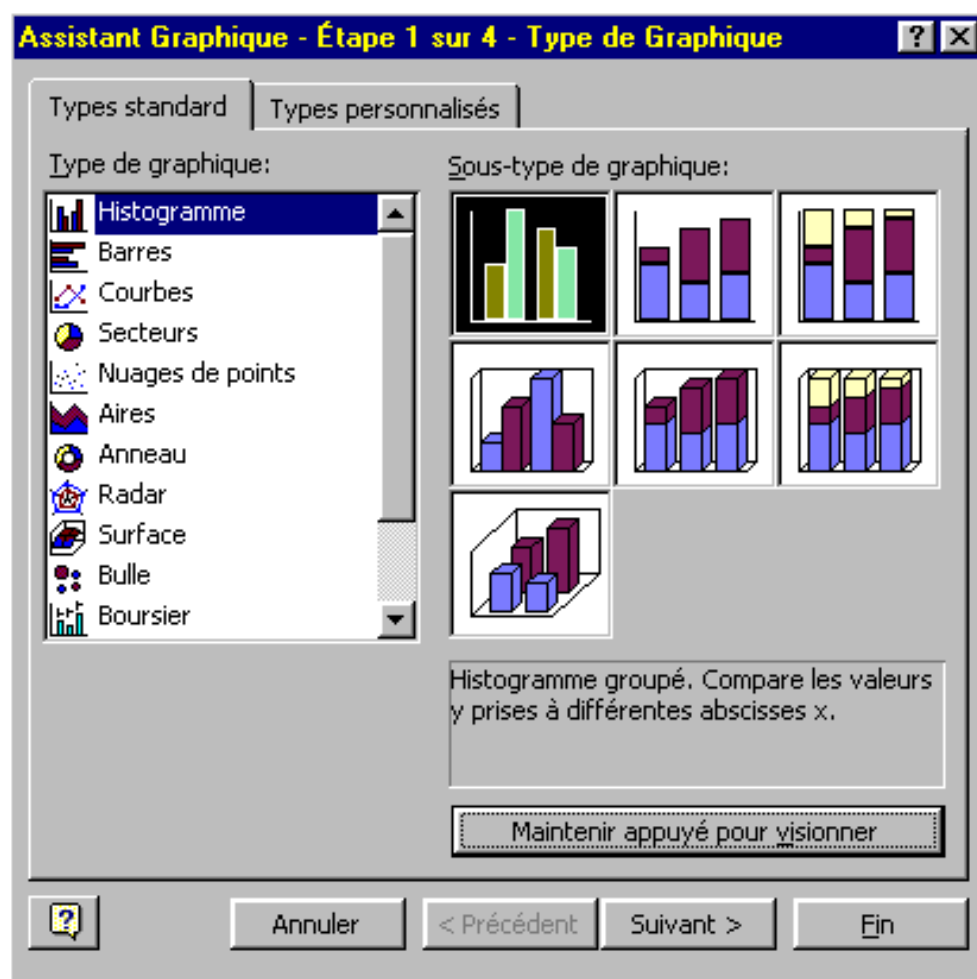 Assistant Graphique - Étape 1 sur 4 - Type de Graphique
Types standard
Types personnalisés
Type de graphique:
Histogramme
Barres
Courbes
Secteurs
Nuages de points
Aires
Anneau
Radar
Surface
Bulle
Boursier
Sous-type de graphique:
Histogramme groupé. Compare les valeurs
y prises à différentes abscisses x.
Maintenir appuyé pour visionner
Annuler
< Précédent
Suivant >
Fin